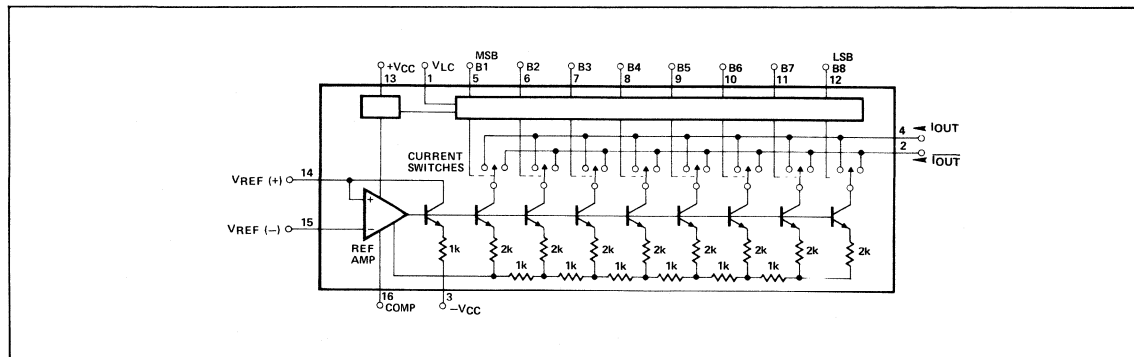 MSB LSB
+VCC VLC B1 B2 B3 B4 B5 B6 B7 B8
13 1 5 6 7 8 9 10 11 12
4 IOUT
2 IOUT
CURRENT
SWITCHES
14
VREF (+)
15
VREF (−)
+
−
REF
AMP
1k 2k 2k 2k 2k 2k 2k 2k 2k
1k 1k 1k 1k 1k 1k
16 3
COMP −VCC